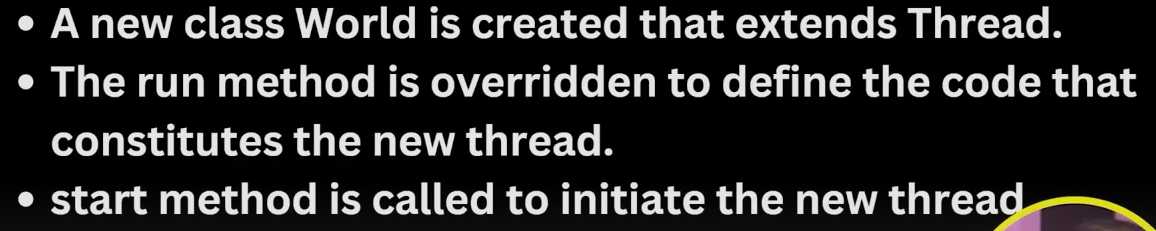 • A new class World is created that extends Thread.
• The run method is overridden to define the code that
constitutes the new thread.
• start method is called to initiate the new thread